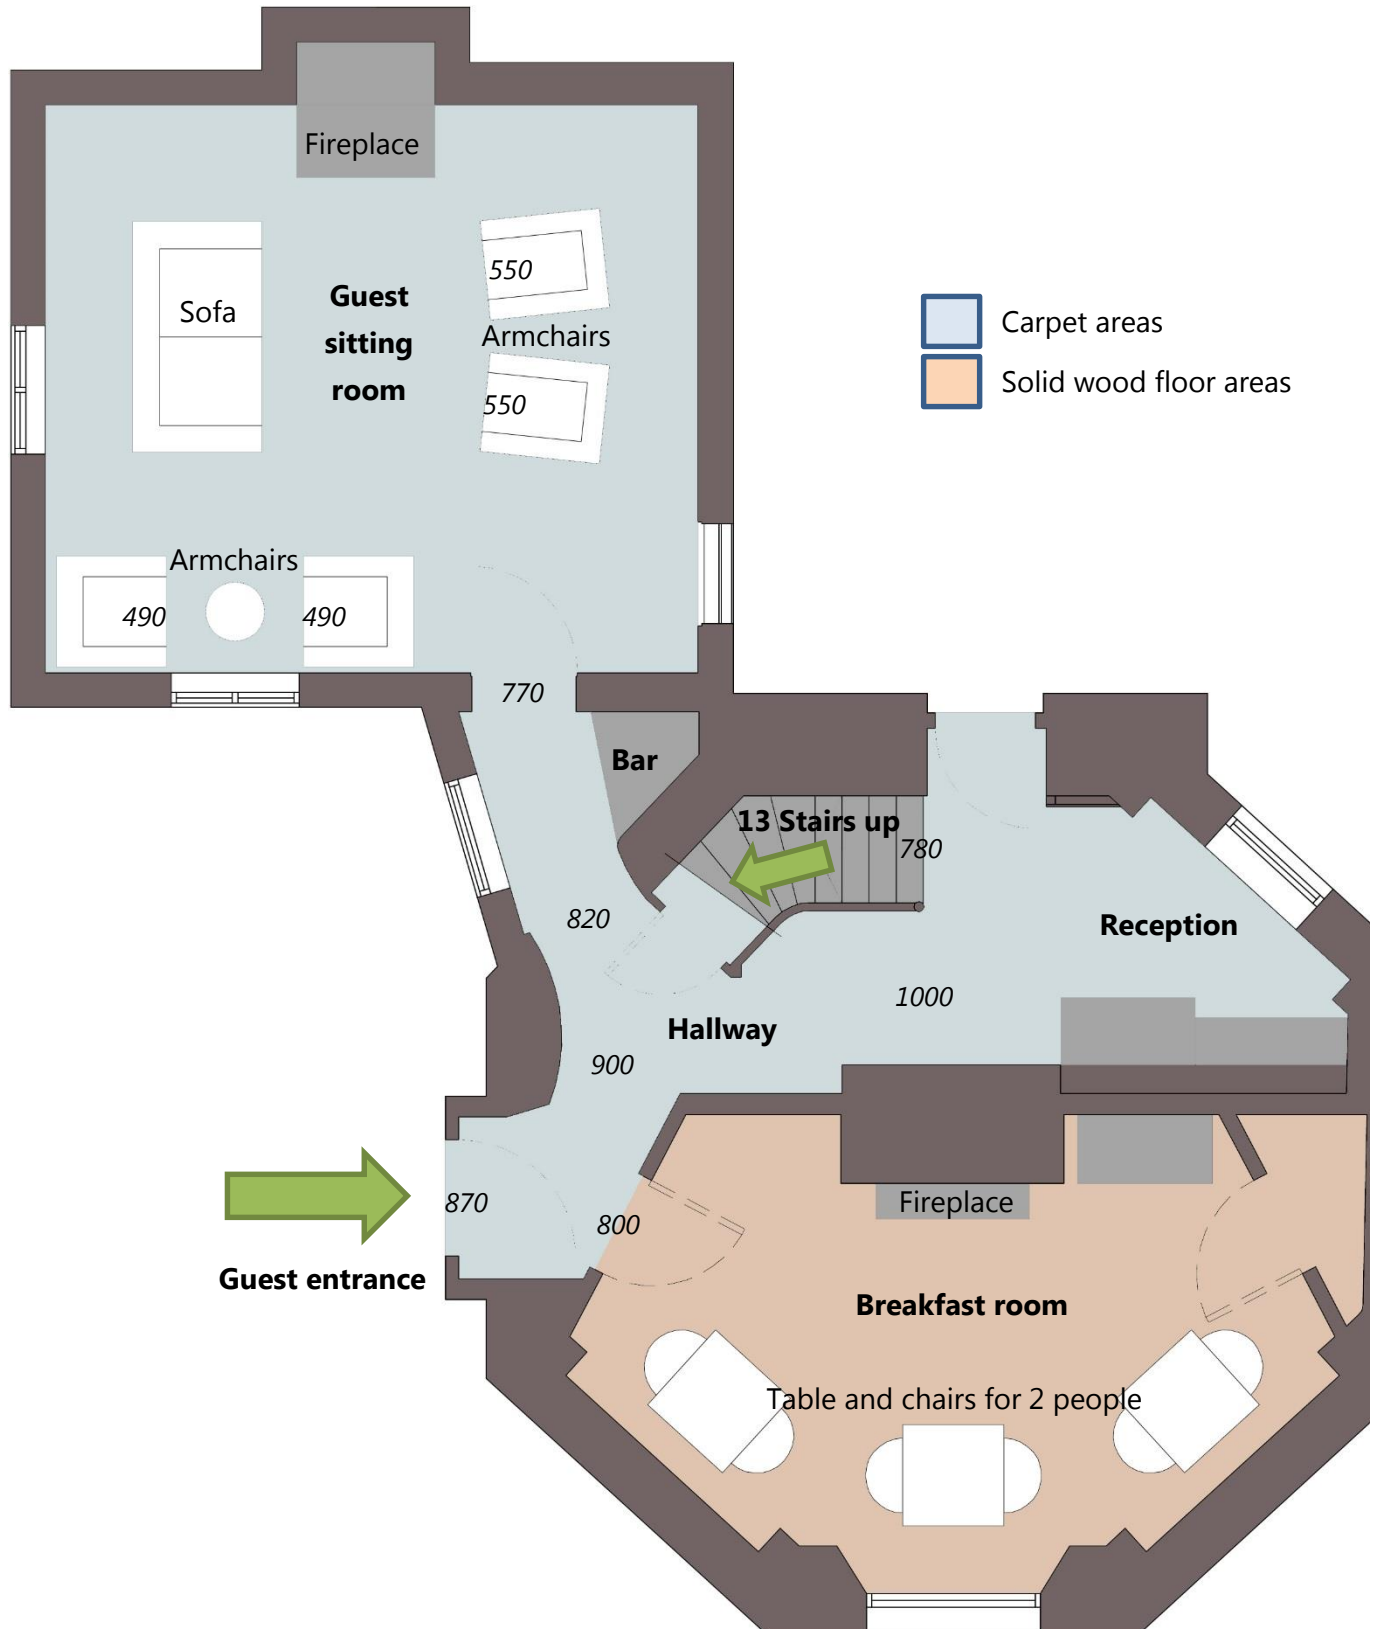 Fireplace
550
Guest
sitting
room
Sofa
Armchairs
550
Carpet areas
Solid wood floor areas
Armchairs
490
490
770
Bar
13 Stairs up
780
820
Reception
1000
Hallway
900
870
800
Fireplace
Guest entrance
Breakfast room
Table and chairs for 2 people